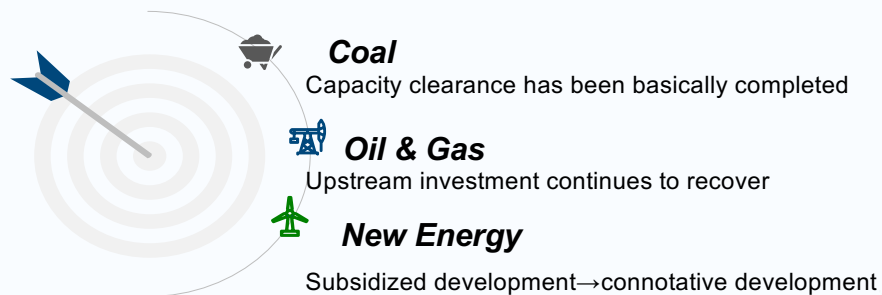 Coal
Capacity clearance has been basically completed
Oil & Gas
Upstream investment continues to recover
New Energy
Subsidized development→connotative development